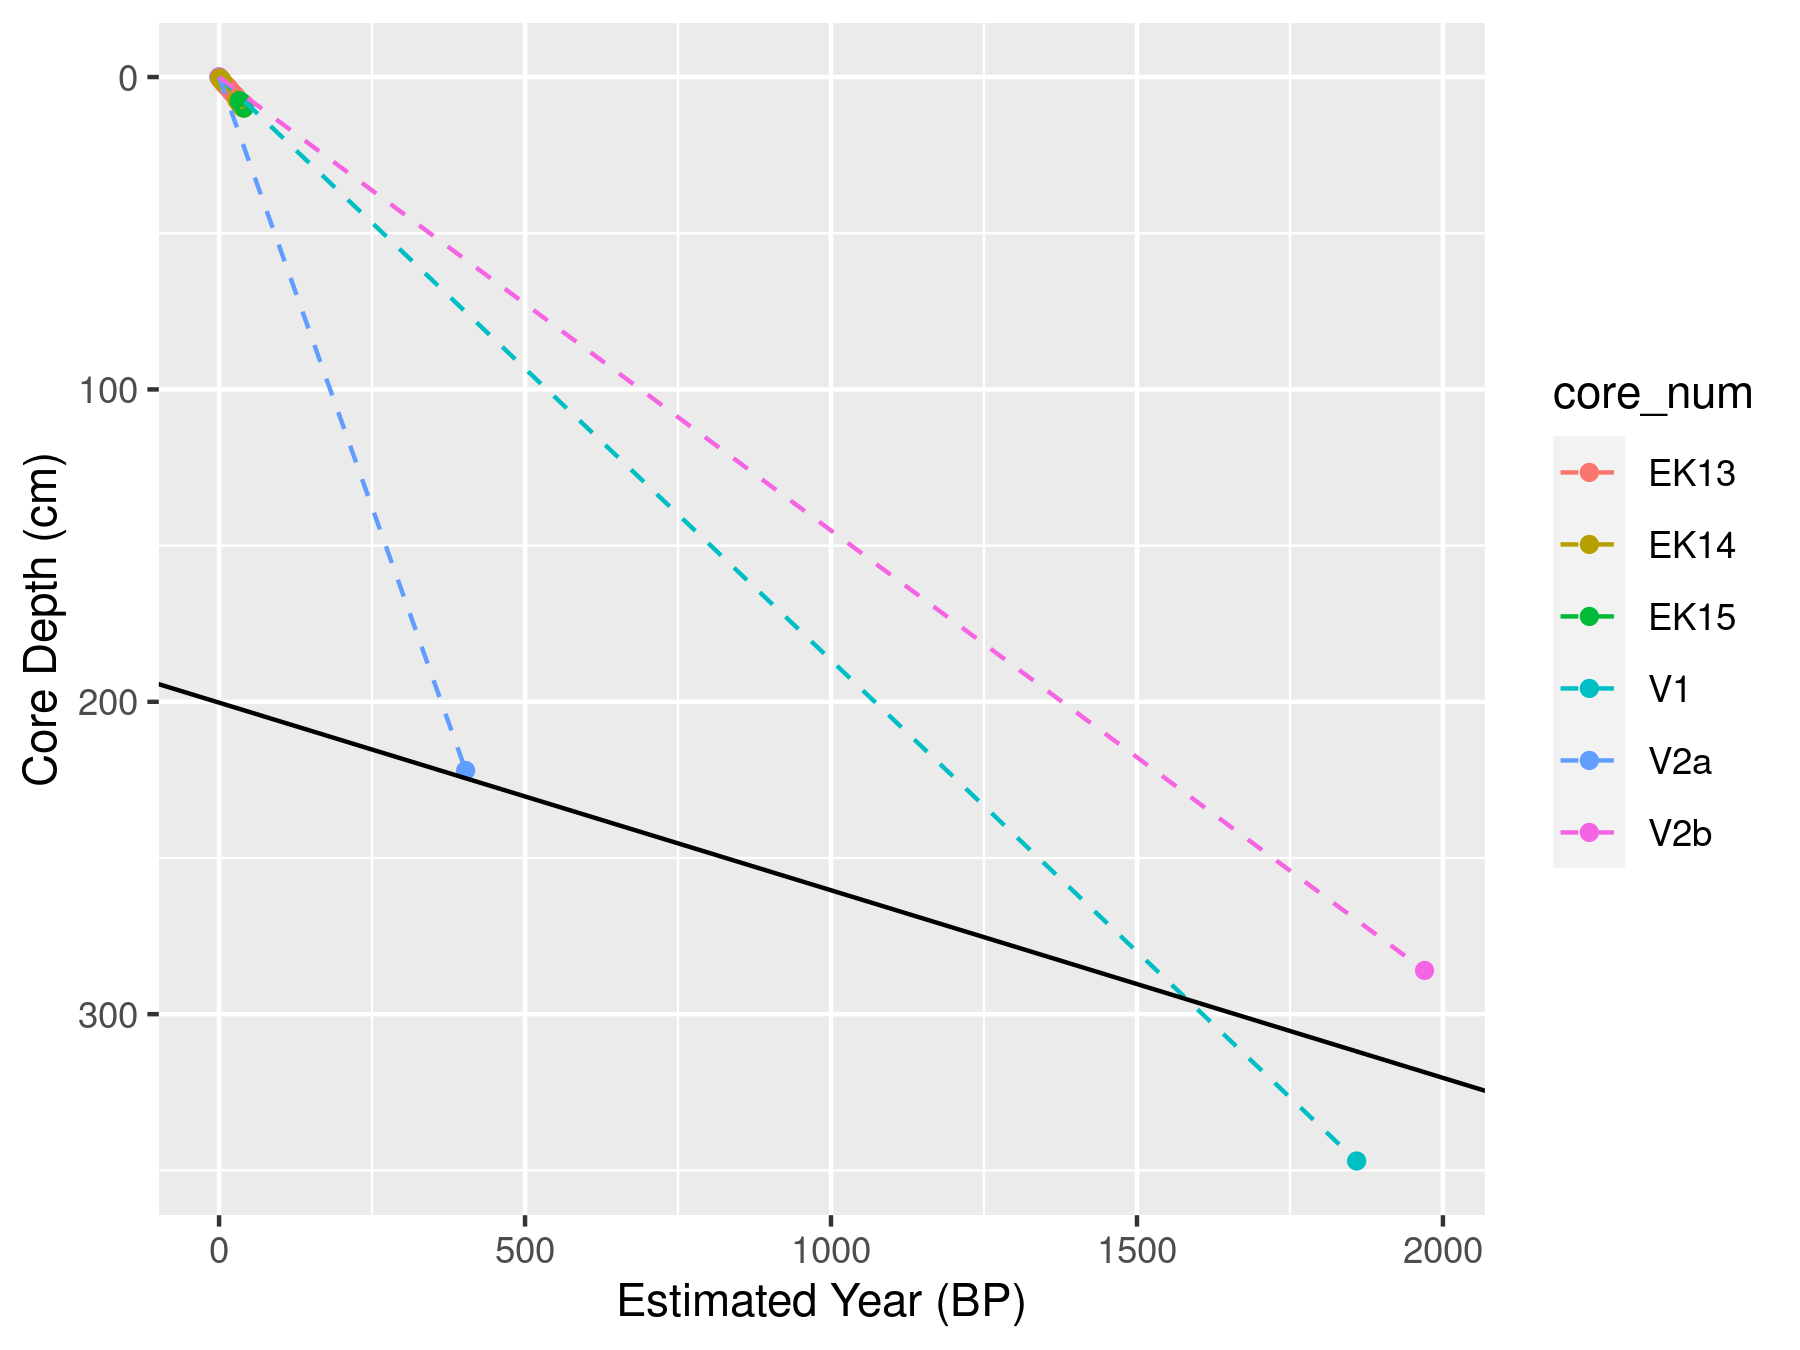 0
100
200
300
Core Depth (cm)
0 500 1000 1500 2000
Estimated Year (BP)
core_num
EK13
EK14
EK15
V1
V2a
V2b